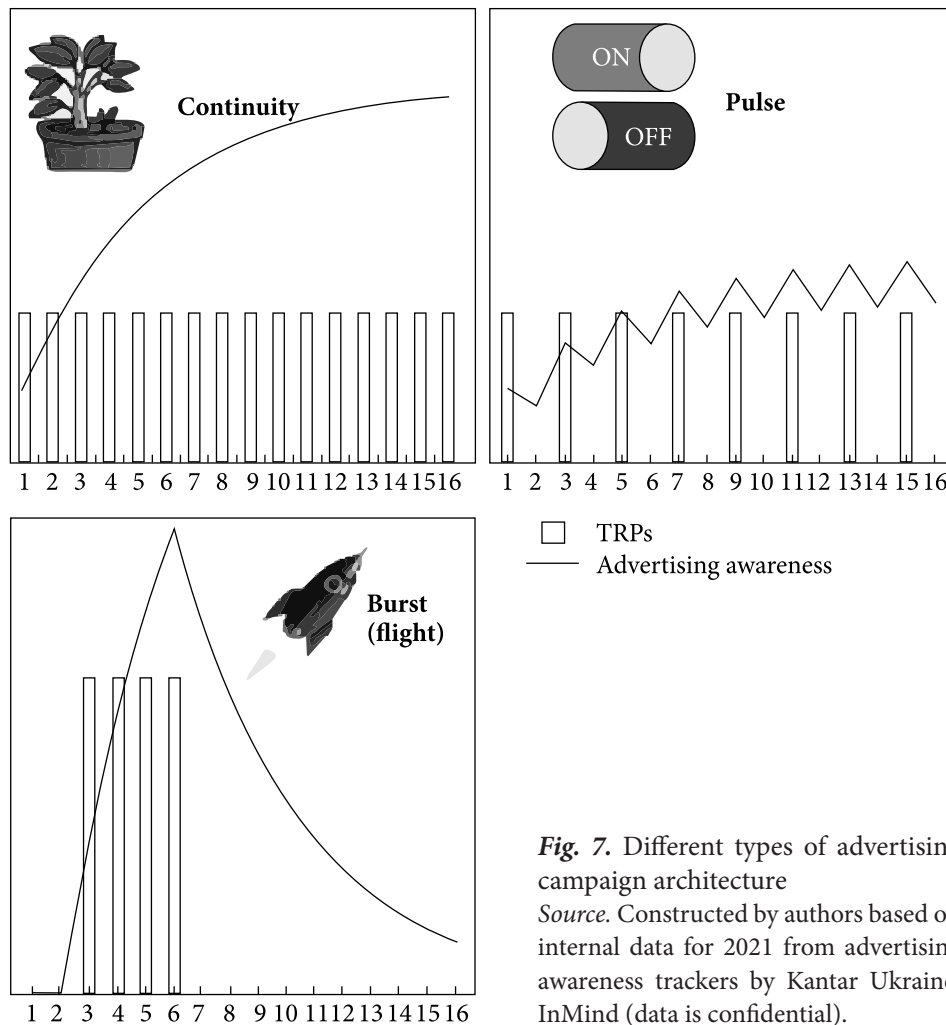 Continuity
1 2 3 4 5 6 7 8 9 10 11 12 13 14 15 16
ON
OFF
Pulse
1 2 3 4 5 6 7 8 9 10 11 12 13 14 15 16
Burst
(flight)
1 2 3 4 5 6 7 8 9 10 11 12 13 14 15 16
TRPs
Advertising awareness
Fig. 7. Different types of advertisin
campaign architecture
Source. Constructed by authors based o
internal data for 2021 from advertisin
awareness trackers by Kantar Ukrain
InMind (data is confidential).